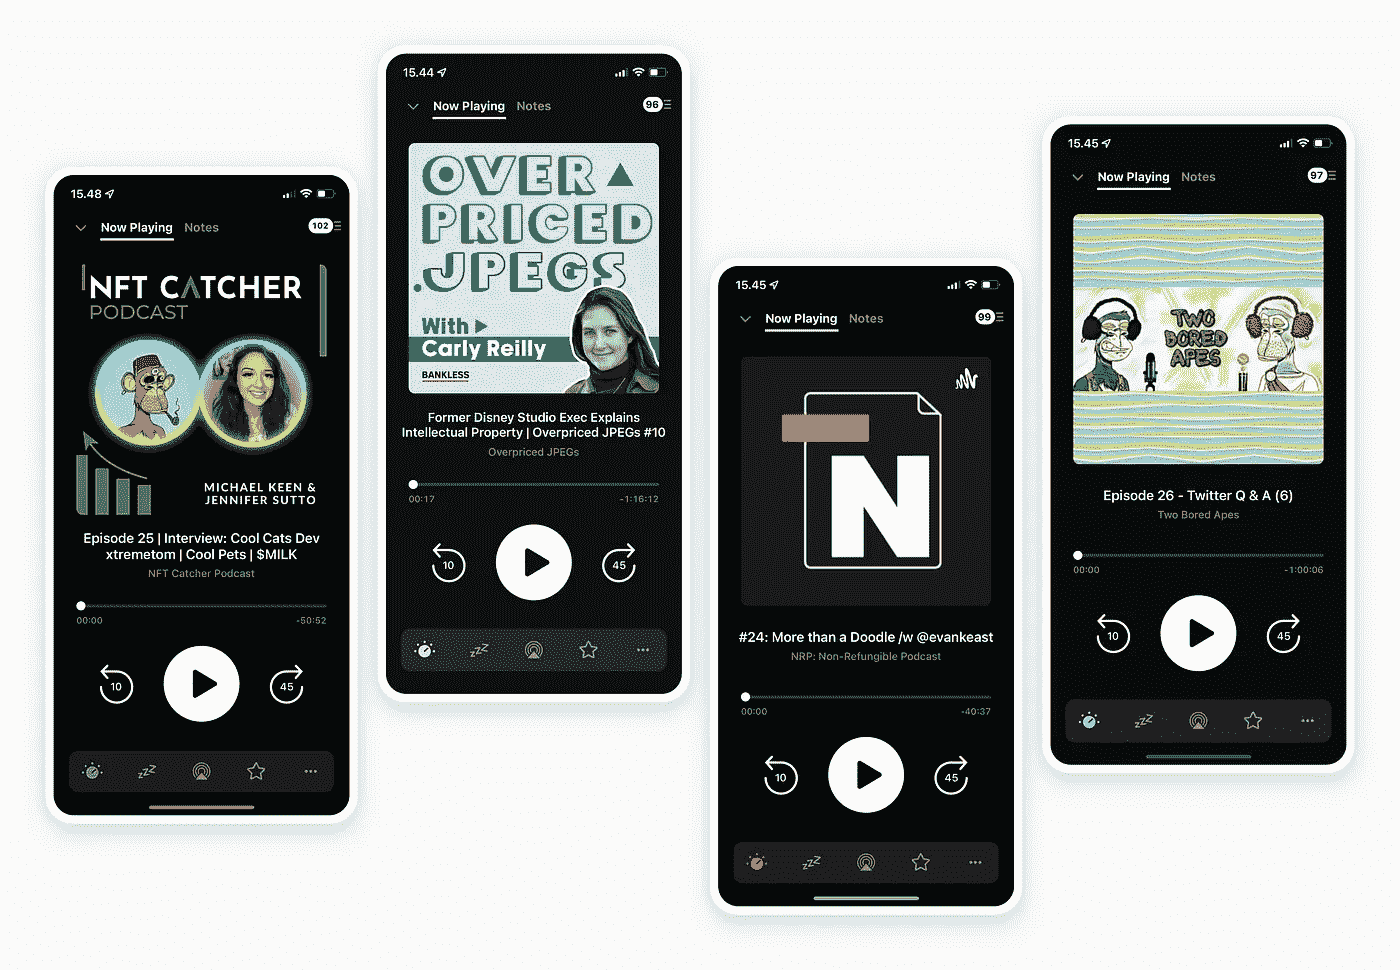 15.48
Now Playing Notes
102
NFT CATCHER
PODCAST
MICHAEL KEEN &
JENNIFER SUTTO
Episode 25 | Interview: Cool Cats Dev
xtremetom | Cool Pets | $MILK
NFT Catcher Podcast
00:00 -50:52
10 45
zzz
15.44
Now Playing Notes
96
OVER
PRICED
.JPEGS
With
Carly Reilly
BANKLESS
Former Disney Studio Exec Explains
Intellectual Property | Overpriced JPEGs #10
Overpriced JPEGs
00:17 -1:16:12
10 45
zzz
15.45
Now Playing Notes
99
N
#24: More than a Doodle /w @evankeast
NRP: Non-Refungible Podcast
00:00 -40:37
10 45
zzz
15.45
Now Playing Notes
97
TWO
BORED
APES
Episode 26 - Twitter Q & A (6)
Two Bored Apes
00:00 -1:00:06
10 45
zzz